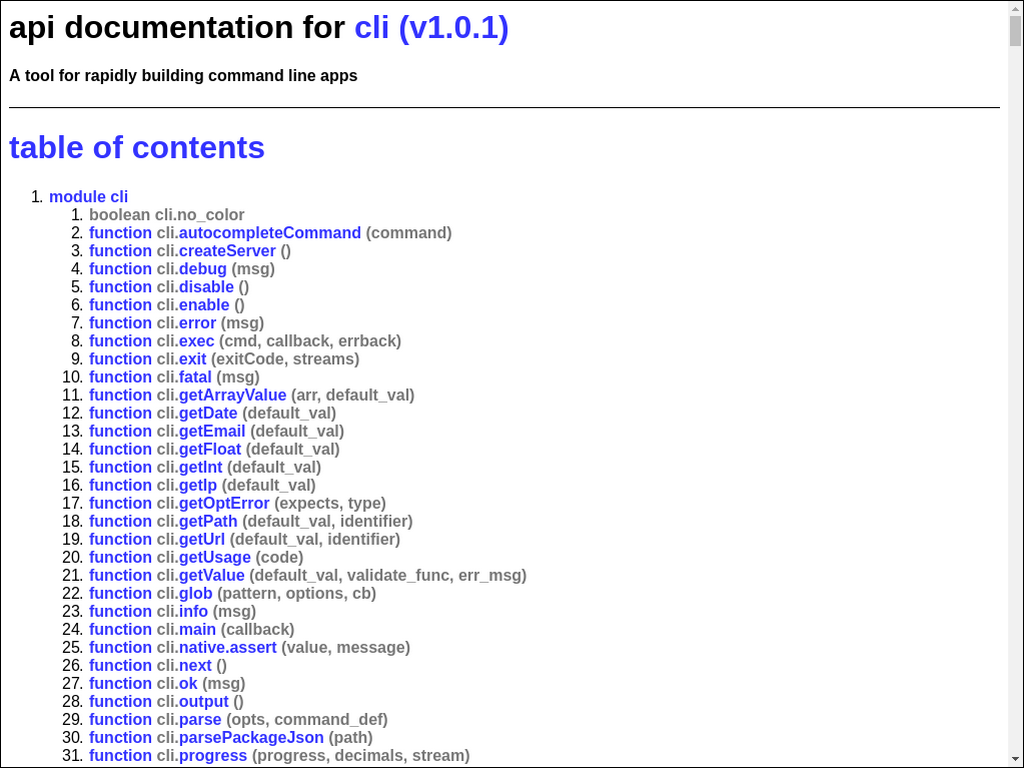 api documentation for cli (v1.0.1)
A tool for rapidly building command line apps
table of contents
1. module cli
1. boolean cli.no_color
2. function cli.autocompleteCommand (command)
3. function cli.createServer ()
4. function cli.debug (msg)
5. function cli.disable ()
6. function cli.enable ()
7. function cli.error (msg)
8. function cli.exec (cmd, callback, errback)
9. function cli.exit (exitCode, streams)
10. function cli.fatal (msg)
11. function cli.getArrayValue (arr, default_val)
12. function cli.getDate (default_val)
13. function cli.getEmail (default_val)
14. function cli.getFloat (default_val)
15. function cli.getInt (default_val)
16. function cli.getIp (default_val)
17. function cli.getOptError (expects, type)
18. function cli.getPath (default_val, identifier)
19. function cli.getUrl (default_val, identifier)
20. function cli.getUsage (code)
21. function cli.getValue (default_val, validate_func, err_msg)
22. function cli.glob (pattern, options, cb)
23. function cli.info (msg)
24. function cli.main (callback)
25. function cli.native.assert (value, message)
26. function cli.next ()
27. function cli.ok (msg)
28. function cli.output ()
29. function cli.parse (opts, command_def)
30. function cli.parsePackageJson (path)
31. function cli.progress (progress, decimals, stream)